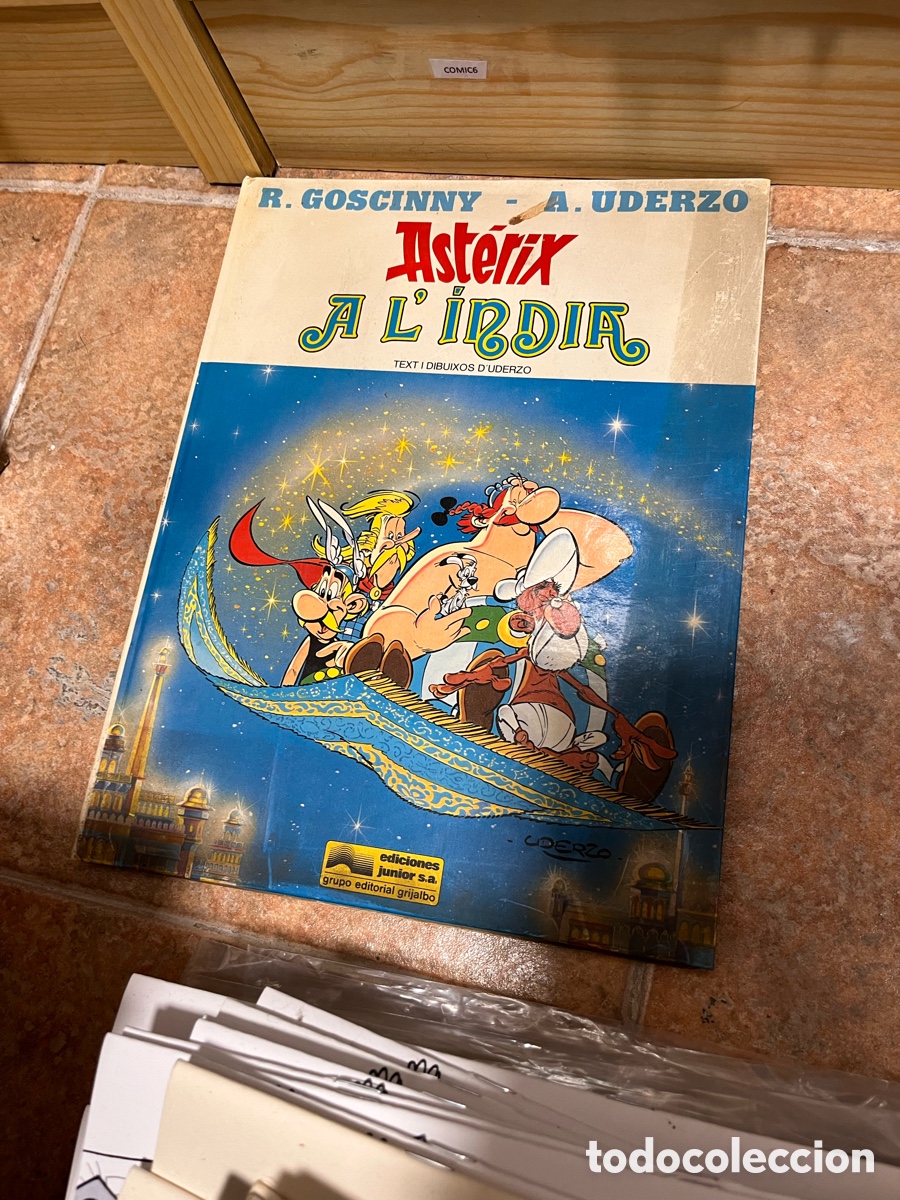 COMIC6
R. GOSCINNY - A. UDERZO
Astérix
A L'ÍNDIA
TEXT I DIBUIXOS D'UDERZO
· UDERZO ·
ediciones
junior s.a.
grupo editorial grijalbo
todocoleccion